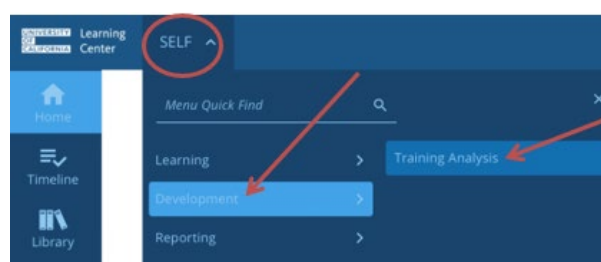 UNIVERSITY OF CALIFORNIA Learning Center
SELF
Home
Menu Quick Find
Timeline
Learning
Training Analysis
Development
Library
Reporting